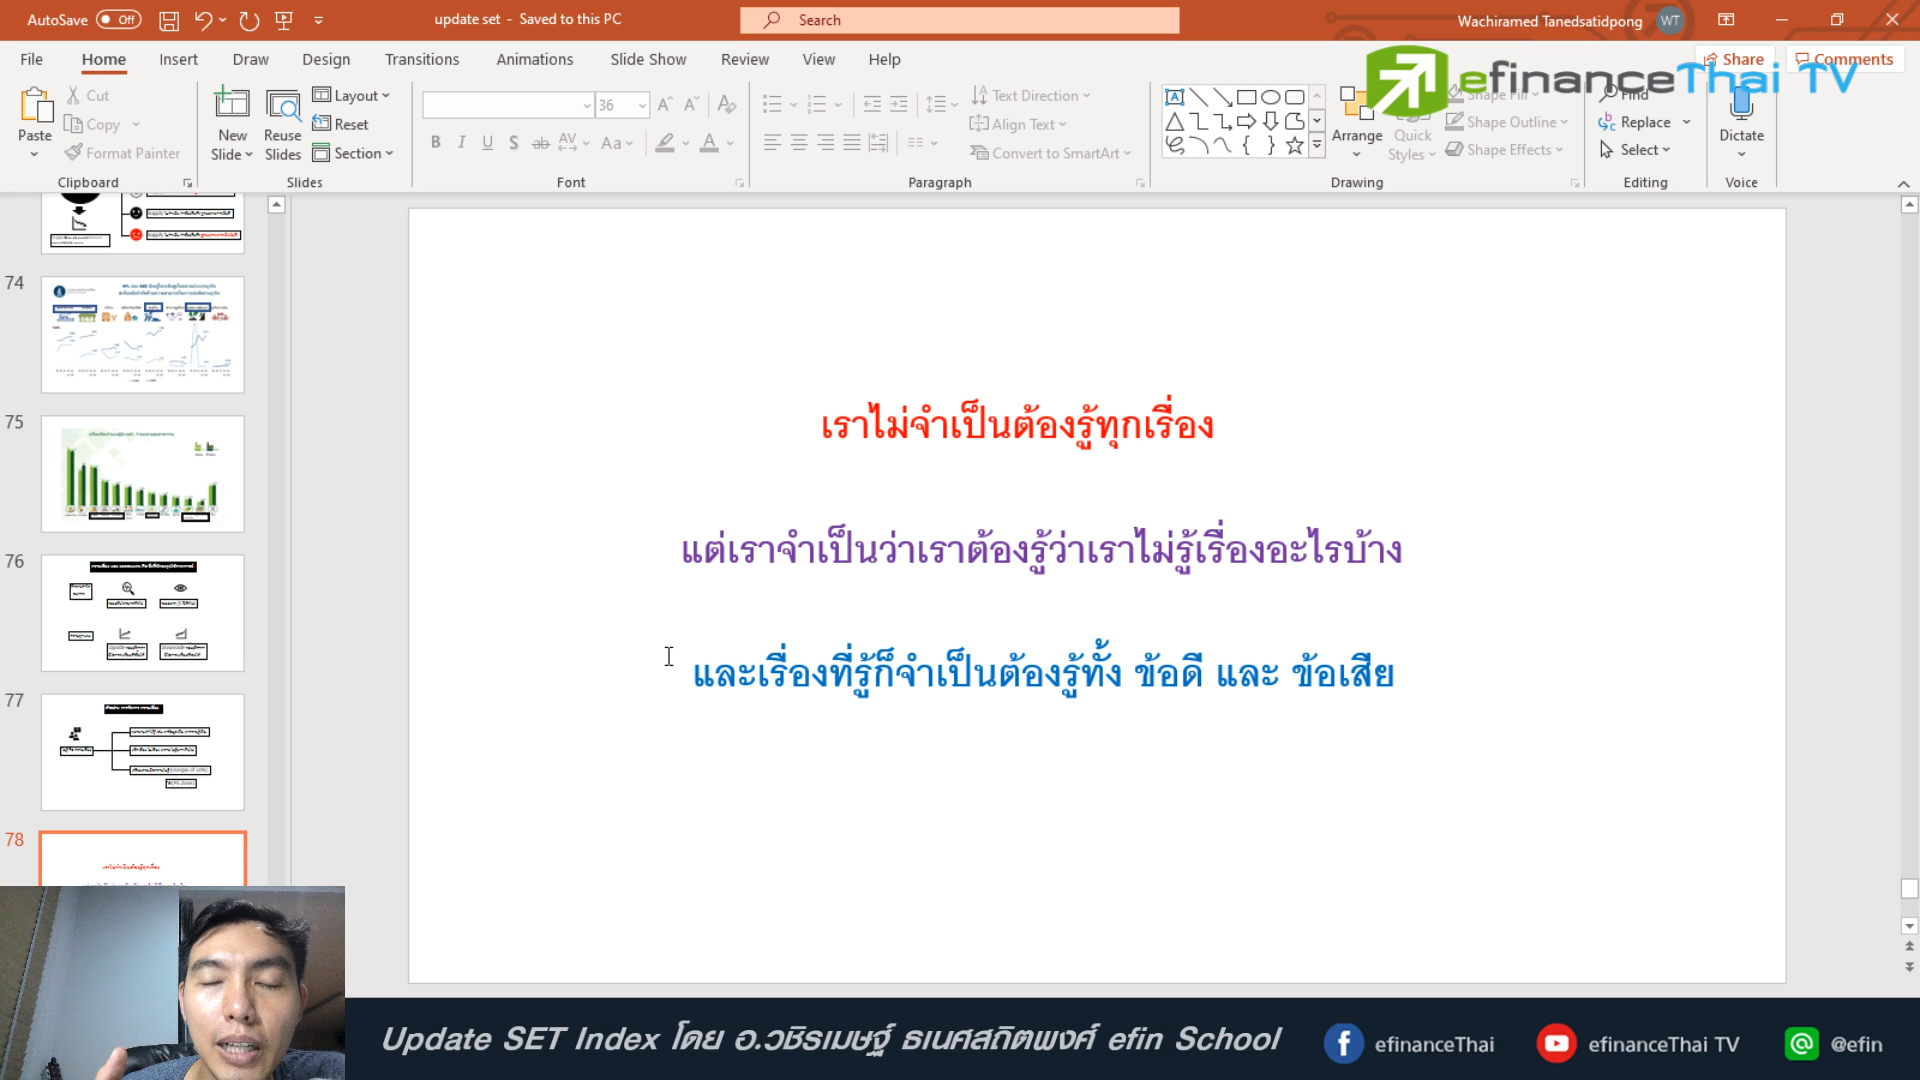 AutoSave Off
update set - Saved to this PC
Search
Wachiramed Tanedsatidpong WT
File Home Insert Draw Design Transitions Animations Slide Show Review View Help
Share Comments
efinanceThai TV
Paste
Cut
Copy
Format Painter
Clipboard
New Slide
Reuse Slides
Layout
Reset
Section
Slides
36
B I U S ab AV Aa A
Font
Text Direction
Align Text
Convert to SmartArt
Paragraph
Arrange
Quick Styles
Shape Fill
Shape Outline
Shape Effects
Drawing
Find
Replace
Select
Editing
Dictate
Voice
74
75
76
77
78
เราไม่จำเป็นต้องรู้ทุกเรื่อง
แต่เราจำเป็นว่าเราต้องรู้ว่าเราไม่รู้เรื่องอะไรบ้าง
และเรื่องที่รู้ก็จำเป็นต้องรู้ทั้ง ข้อดี และ ข้อเสีย
Update SET Index โดย อ.วชิรเมษฐ์ ธเนศสถิตพงศ์ efin School
efinanceThai
efinanceThai TV
@efin